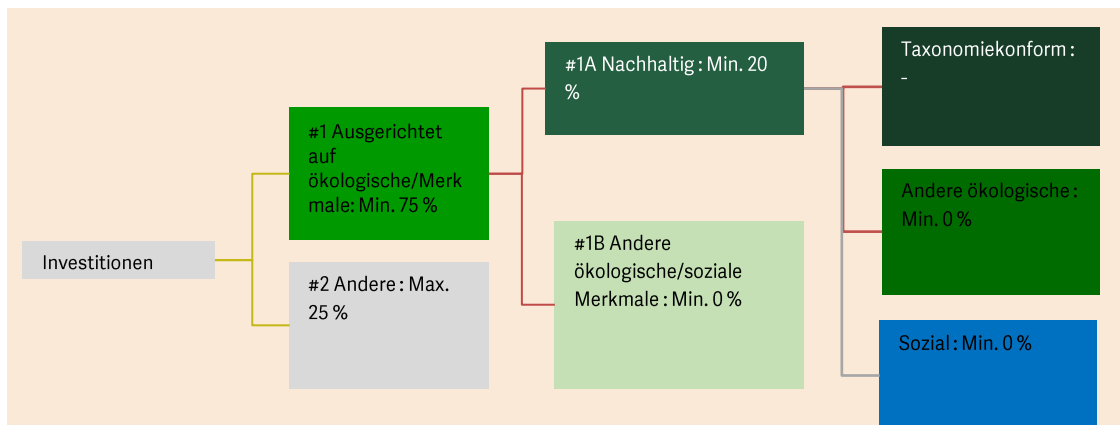 Investitionen
#1 Ausgerichtet
auf
ökologische/Merk
male: Min. 75 %
#2 Andere : Max.
25 %
#1A Nachhaltig : Min. 20
%
#1B Andere
ökologische/soziale
Merkmale : Min. 0 %
Taxonomiekonform :
-
Andere ökologische :
Min. 0 %
Sozial : Min. 0 %